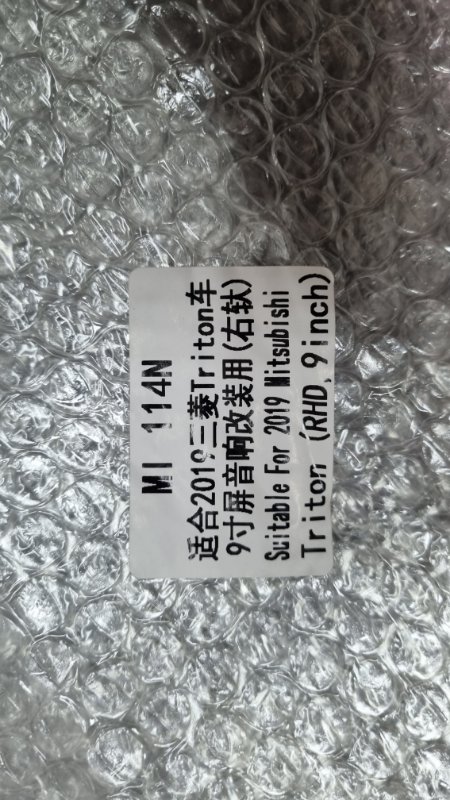 MI 114N
适合2019三菱Triton车
9寸屏音响改装用(右钛)
Suitable For 2019 Mitsubishi
Triton (RHD,9inch)